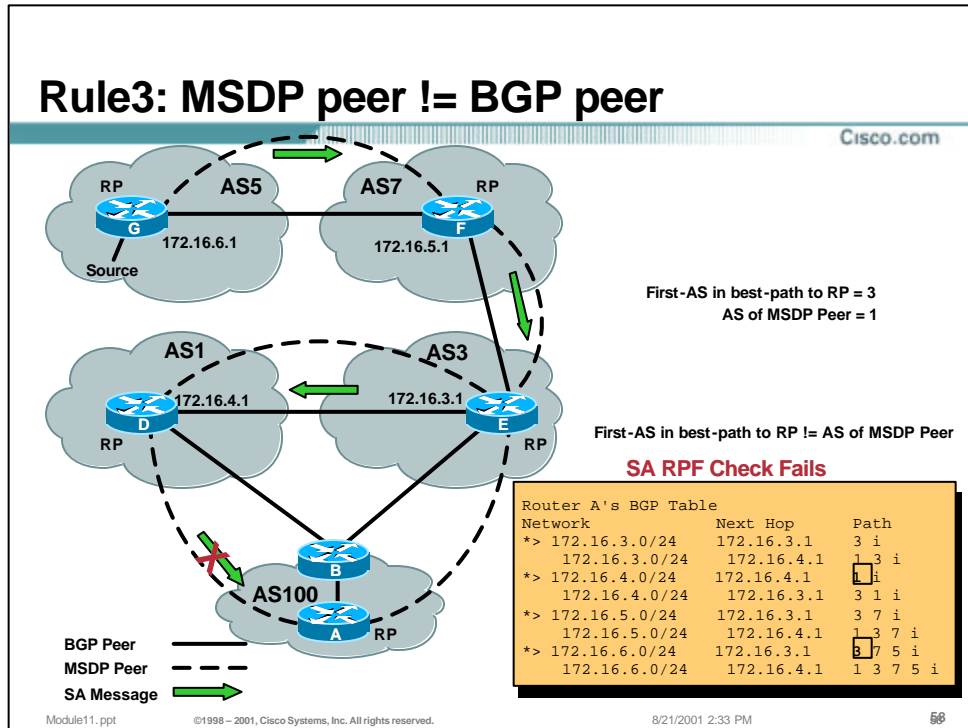 Rule3: MSDP peer != BGP peer
Cisco.com
RP
AS5
AS7
RP
G
F
172.16.6.1
172.16.5.1
Source
First-AS in best-path to RP = 3
AS of MSDP Peer = 1
AS1
AS3
172.16.4.1
172.16.3.1
D
E
RP
RP
First-AS in best-path to RP != AS of MSDP Peer
SA RPF Check Fails
Router A's BGP Table
Network Next Hop Path
*> 172.16.3.0/24 172.16.3.1 3 i
172.16.3.0/24 172.16.4.1 1 3 i
*> 172.16.4.0/24 172.16.4.1 1 i
172.16.4.0/24 172.16.3.1 3 1 i
*> 172.16.5.0/24 172.16.3.1 3 7 i
172.16.5.0/24 172.16.4.1 1 3 7 i
*> 172.16.6.0/24 172.16.3.1 3 7 5 i
172.16.6.0/24 172.16.4.1 1 3 7 5 i
X
B
AS100
A
RP
BGP Peer
MSDP Peer
SA Message
Module11.ppt
©1998 – 2001, Cisco Systems, Inc. All rights reserved.
8/21/2001 2:33 PM